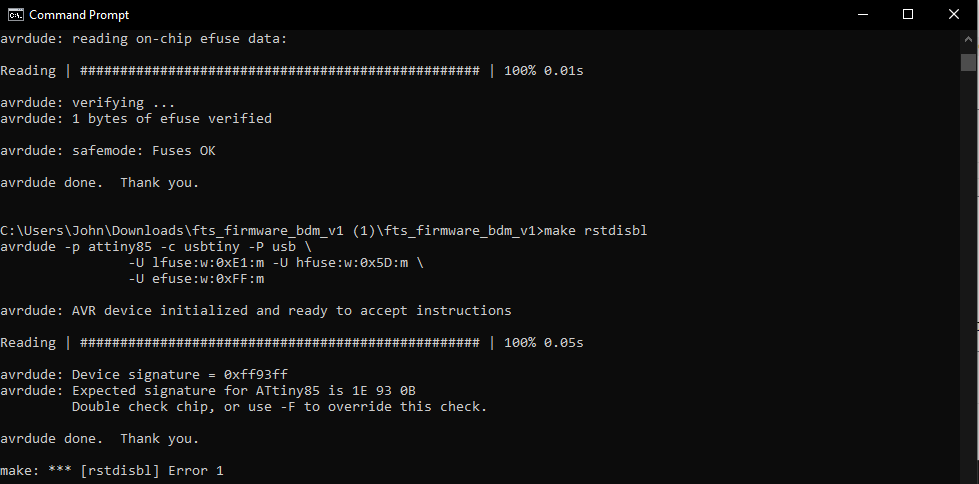 Command Prompt
avrdude: reading on-chip efuse data:
Reading | ################################################## | 100% 0.01s
avrdude: verifying ...
avrdude: 1 bytes of efuse verified
avrdude: safemode: Fuses OK
avrdude done.  Thank you.
C:\Users\John\Downloads\fts_firmware_bdm_v1 (1)\fts_firmware_bdm_v1>make rstdisbl
avrdude -p attiny85 -c usbtiny -P usb \
                -U lfuse:w:0xE1:m -U hfuse:w:0x5D:m \
                -U efuse:w:0xFF:m
avrdude: AVR device initialized and ready to accept instructions
Reading | ################################################## | 100% 0.05s
avrdude: Device signature = 0xff93ff
avrdude: Expected signature for ATtiny85 is 1E 93 0B
         Double check chip, or use -F to override this check.
avrdude done.  Thank you.
make: *** [rstdisbl] Error 1